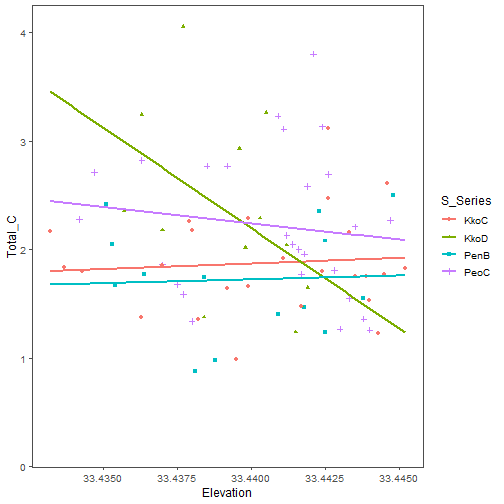 4
3
2
1
0
Total_C
33.4350
33.4375
33.4400
33.4425
33.4450
Elevation
S_Series
KkoC
KkoD
PenB
PeoC